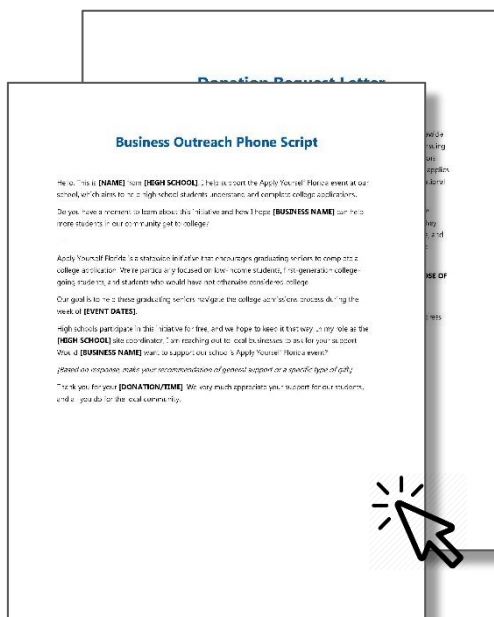 Donation Request Letter
Business Outreach Phone Script
Hello. This is [NAME] from [HIGH SCHOOL]. I help support the Apply Yourself Florida event at our
school, which aims to help high school students understand and complete college applications.
Do you have a moment to learn about this initiative and how I hope [BUSINESS NAME] can help
more students in our community get to college?
Apply Yourself Florida is a statewide initiative that encourages graduating seniors to complete a
college application. We're particularly focused on low-income students, first-generation college-
going students, and students who would have not otherwise considered college.
Our goal is to help these graduating seniors navigate the college admissions process during the
week of [EVENT DATES].
High schools participate in this initiative for free, and we hope to keep it that way. In my role as the
[HIGH SCHOOL] site coordinator, I am reaching out to local businesses to ask for your support.
Would [BUSINESS NAME] want to support our school's Apply Yourself Florida event?
[Based on response, make your recommendation of general support or a specific type of gift.]
Thank you for your [DONATION/TIME]. We very much appreciate your support for our students,
and all you do for the local community.
applies
, and
OSE OF